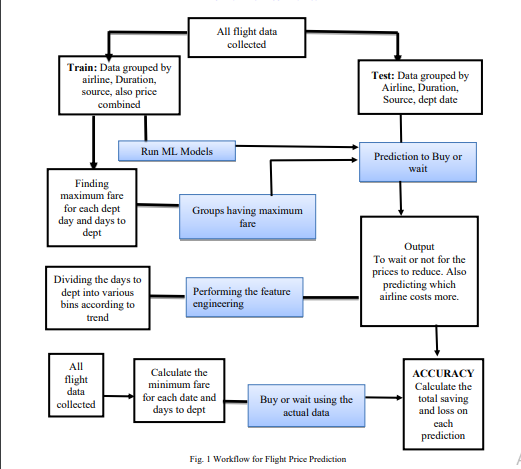 All flight data
collected
Train: Data grouped by
airline, Duration,
source, also price
combined
Test: Data grouped by
Airline, Duration,
Source, dept date
Run ML Models
Prediction to Buy or
wait
Finding
maximum fare
for each dept
day and days to
dept
Groups having maximum
fare
Output
To wait or not for the
prices to reduce. Also
predicting which
airline costs more.
Dividing the days to
dept into various
bins according to
trend
Performing the feature
engineering
All
flight
data
collected
Calculate the
minimum fare
for each date and
days to dept
Buy or wait using the
actual data
ACCURACY
Calculate the
total saving
and loss on
each
prediction
Fig. 1 Workflow for Flight Price Prediction